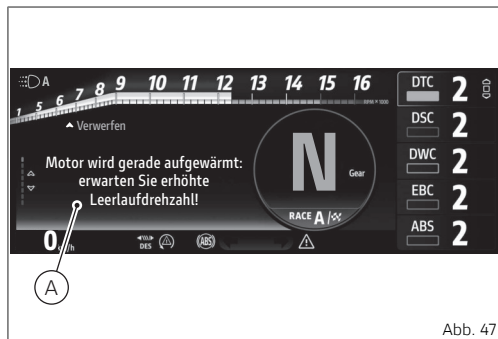 A
1 5 6 7 8 9 10 11 12 13 14 15 16
RPM × 1000
Verwerfen
Motor wird gerade aufgewärmt:
erwarten Sie erhöhte
Leerlaufdrehzahl!
N
Gear
RACE A
0
DES
ABS
DTC 2
DSC 2
DWC 2
EBC 2
ABS 2
A
Abb. 47